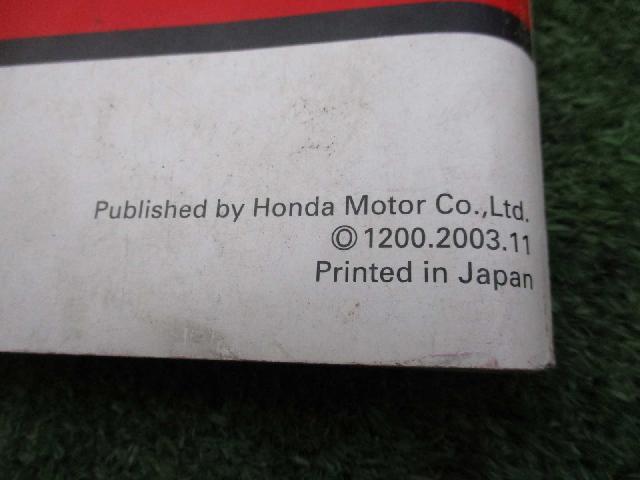 Published by Honda Motor Co.,Ltd.
© 1200.2003.11
Printed in Japan